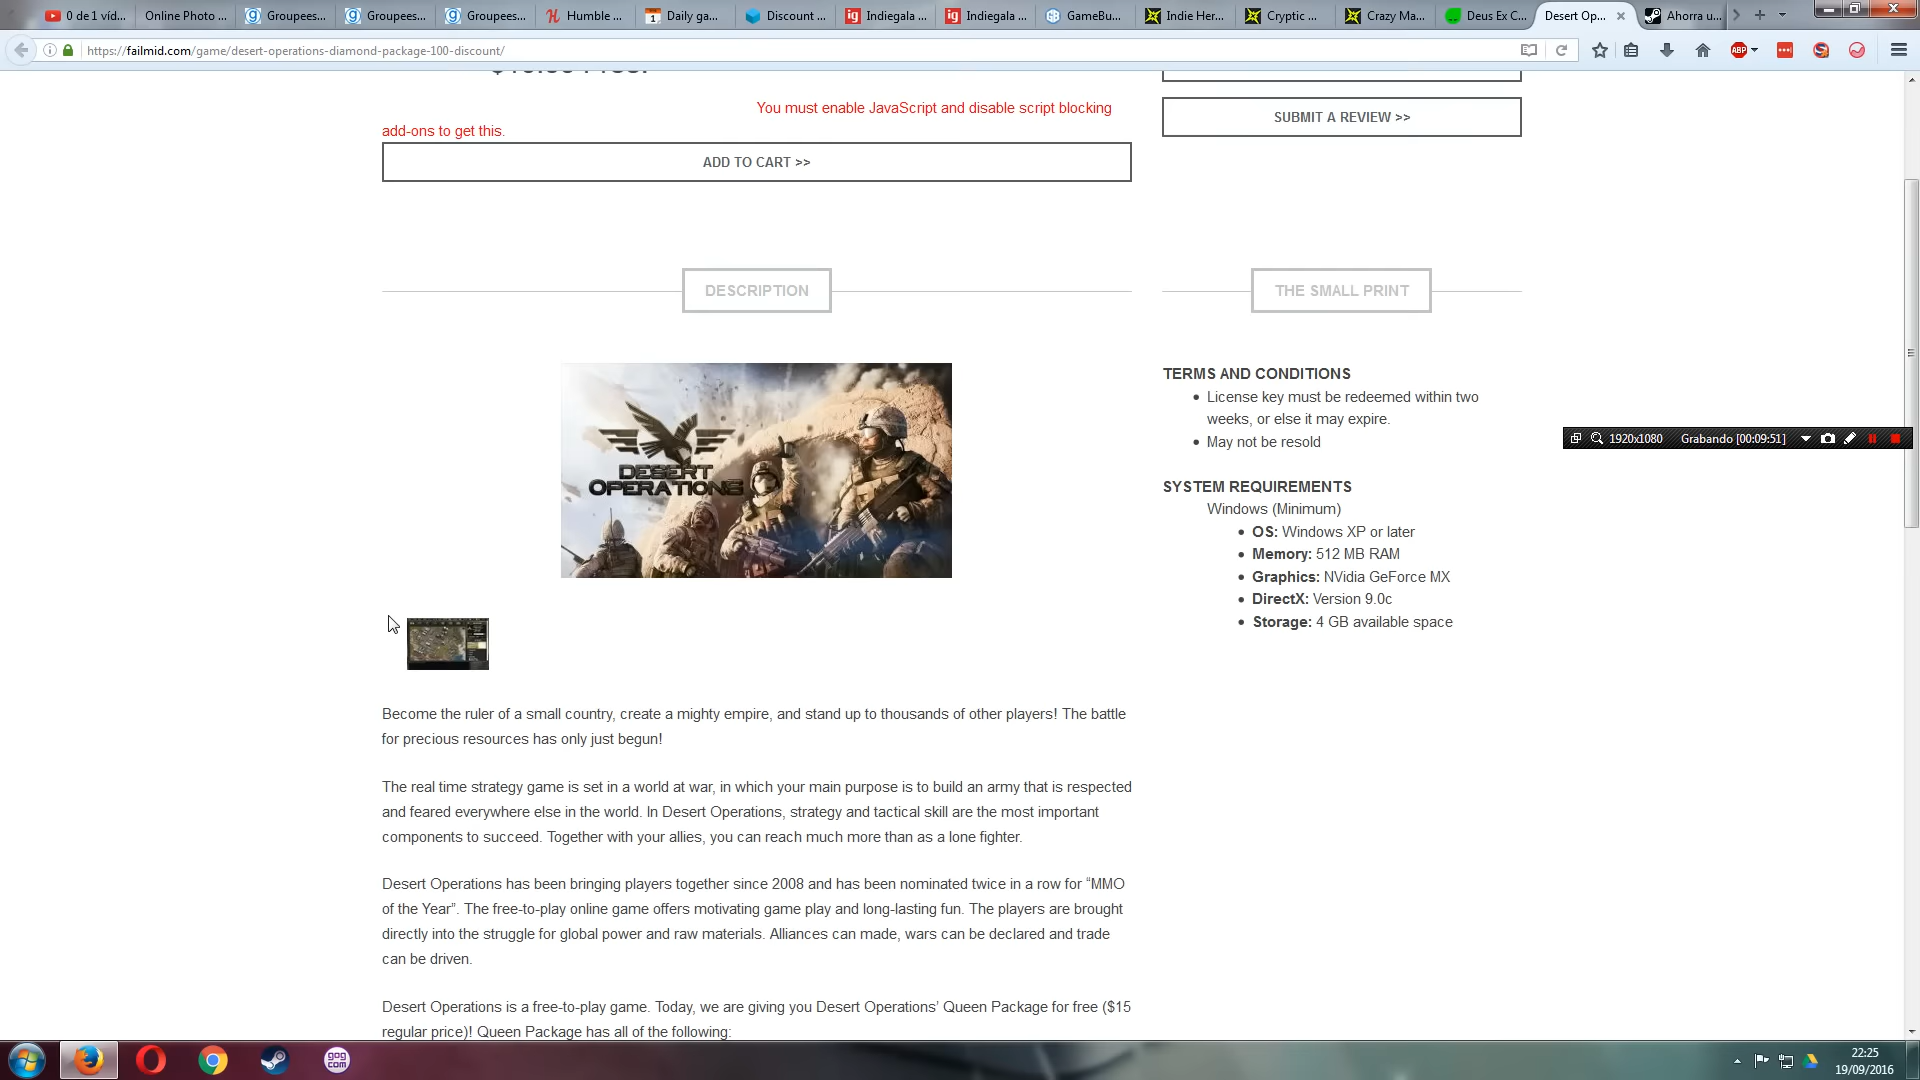 0 de 1 víd...
Online Photo ...
Groupees...
Groupees...
Groupees...
Humble ...
Daily ga...
Discount ...
Indiegala ...
Indiegala ...
GameBu...
Indie Her...
Cryptic ...
Crazy Ma...
Deus Ex C...
Desert Op...
Ahorra u...
https://failmid.com/game/desert-operations-diamond-package-100-discount/
ABP
You must enable JavaScript and disable script blocking
add-ons to get this.
ADD TO CART >>
SUBMIT A REVIEW >>
DESCRIPTION
THE SMALL PRINT
DESERT
OPERATIONS
TERMS AND CONDITIONS
License key must be redeemed within two
weeks, or else it may expire.
May not be resold
1920x1080 Grabando [00:09:51]
SYSTEM REQUIREMENTS
Windows (Minimum)
OS: Windows XP or later
Memory: 512 MB RAM
Graphics: NVidia GeForce MX
DirectX: Version 9.0c
Storage: 4 GB available space
Become the ruler of a small country, create a mighty empire, and stand up to thousands of other players! The battle
for precious resources has only just begun!
The real time strategy game is set in a world at war, in which your main purpose is to build an army that is respected
and feared everywhere else in the world. In Desert Operations, strategy and tactical skill are the most important
components to succeed. Together with your allies, you can reach much more than as a lone fighter.
Desert Operations has been bringing players together since 2008 and has been nominated twice in a row for “MMO
of the Year”. The free-to-play online game offers motivating game play and long-lasting fun. The players are brought
directly into the struggle for global power and raw materials. Alliances can made, wars can be declared and trade
can be driven.
Desert Operations is a free-to-play game. Today, we are giving you Desert Operations’ Queen Package for free ($15
regular price)! Queen Package has all of the following:
gog
com
22:25
19/09/2016